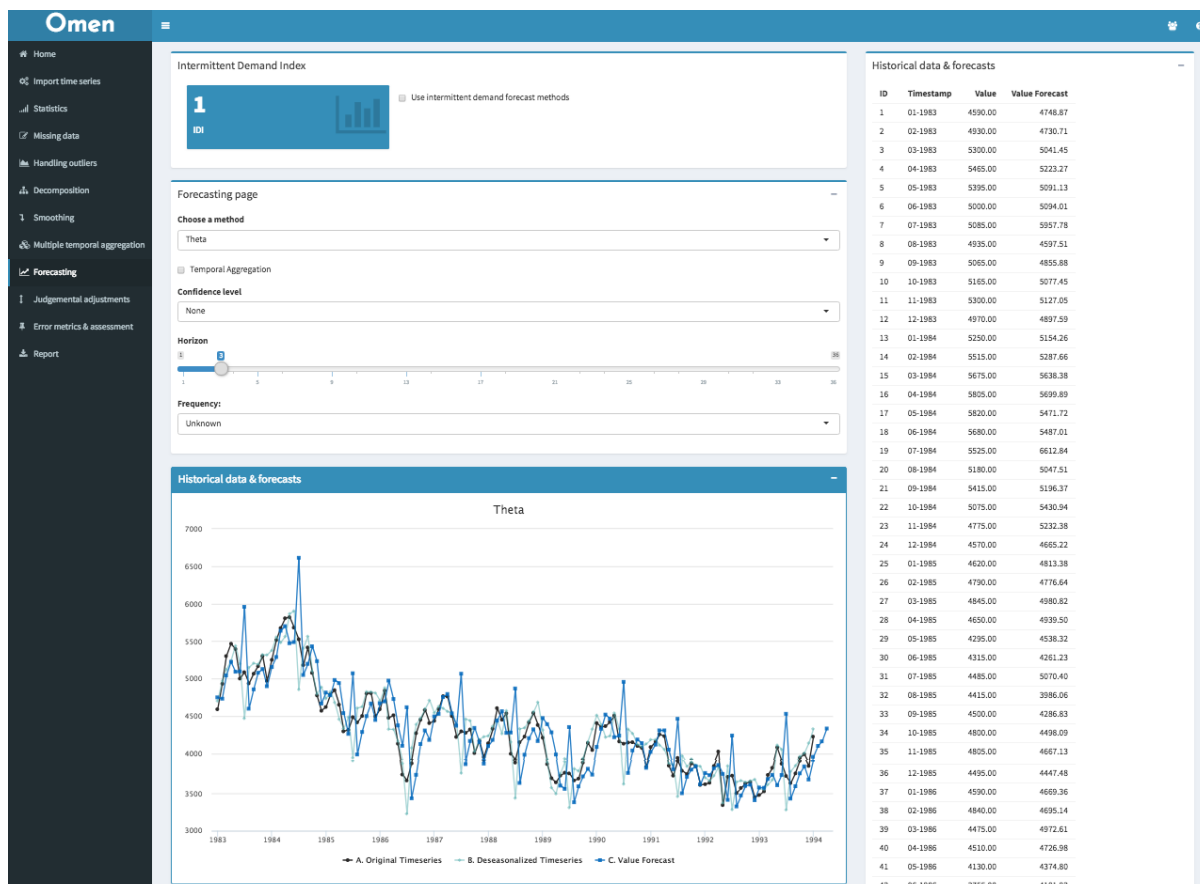 Omen
Home
Import time series
Statistics
Missing data
Handling outliers
Decomposition
Smoothing
Multiple temporal aggregation
Forecasting
Judgemental adjustments
Error metrics & assessment
Report
Intermittent Demand Index
1
IDI
Use intermittent demand forecast methods
Forecasting page
Choose a method
Theta
Temporal Aggregation
Confidence level
None
Horizon
1 3 36
1 5 9 13 17 21 25 29 33 36
Frequency:
Unknown
Historical data & forecasts
Theta
7000
6500
6000
5500
5000
4500
4000
3500
3000
1983 1984 1985 1986 1987 1988 1989 1990 1991 1992 1993 1994
A. Original Timeseries B. Deseasonalized Timeseries C. Value Forecast
Historical data & forecasts
ID Timestamp Value Value Forecast
1 01-1983 4590.00 4748.87
2 02-1983 4930.00 4730.71
3 03-1983 5300.00 5041.45
4 04-1983 5465.00 5223.27
5 05-1983 5395.00 5091.13
6 06-1983 5000.00 5094.01
7 07-1983 5085.00 5957.78
8 08-1983 4935.00 4597.51
9 09-1983 5065.00 4855.88
10 10-1983 5165.00 5077.45
11 11-1983 5300.00 5127.05
12 12-1983 4970.00 4897.59
13 01-1984 5250.00 5154.26
14 02-1984 5515.00 5287.66
15 03-1984 5675.00 5638.38
16 04-1984 5805.00 5699.89
17 05-1984 5820.00 5471.72
18 06-1984 5680.00 5487.01
19 07-1984 5525.00 6612.84
20 08-1984 5180.00 5047.51
21 09-1984 5415.00 5196.37
22 10-1984 5075.00 5430.94
23 11-1984 4775.00 5232.38
24 12-1984 4570.00 4665.22
25 01-1985 4620.00 4813.38
26 02-1985 4790.00 4776.64
27 03-1985 4845.00 4980.82
28 04-1985 4650.00 4939.50
29 05-1985 4295.00 4538.32
30 06-1985 4315.00 4261.23
31 07-1985 4485.00 5070.40
32 08-1985 4415.00 3986.06
33 09-1985 4500.00 4286.83
34 10-1985 4800.00 4498.09
35 11-1985 4805.00 4667.13
36 12-1985 4495.00 4447.48
37 01-1986 4590.00 4669.36
38 02-1986 4840.00 4695.14
39 03-1986 4475.00 4972.61
40 04-1986 4510.00 4726.98
41 05-1986 4130.00 4374.80